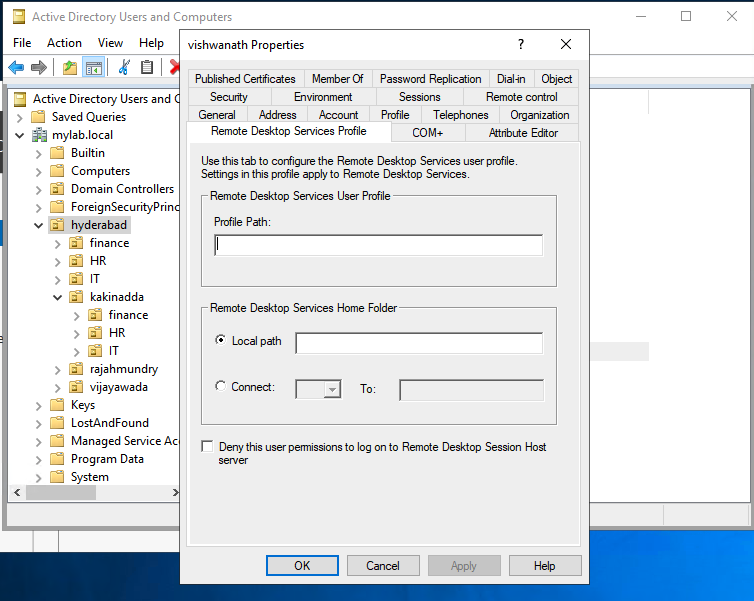 Active Directory Users and Computers
File Action View Help
Active Directory Users and C
Saved Queries
mylab.local
Builtin
Computers
Domain Controllers
ForeignSecurityPrinc
hyderabad
finance
HR
IT
kakinadda
finance
HR
IT
rajahmundry
vijayawada
Keys
LostAndFound
Managed Service Ac
Program Data
System
vishwanath Properties
Published Certificates Member Of Password Replication Dial-in Object
Security Environment Sessions Remote control
General Address Account Profile Telephones Organization
Remote Desktop Services Profile COM+ Attribute Editor
Use this tab to configure the Remote Desktop Services user profile.
Settings in this profile apply to Remote Desktop Services.
Remote Desktop Services User Profile
Profile Path:
Remote Desktop Services Home Folder
Local path
Connect: To:
Deny this user permissions to log on to Remote Desktop Session Host
server
OK Cancel Apply Help